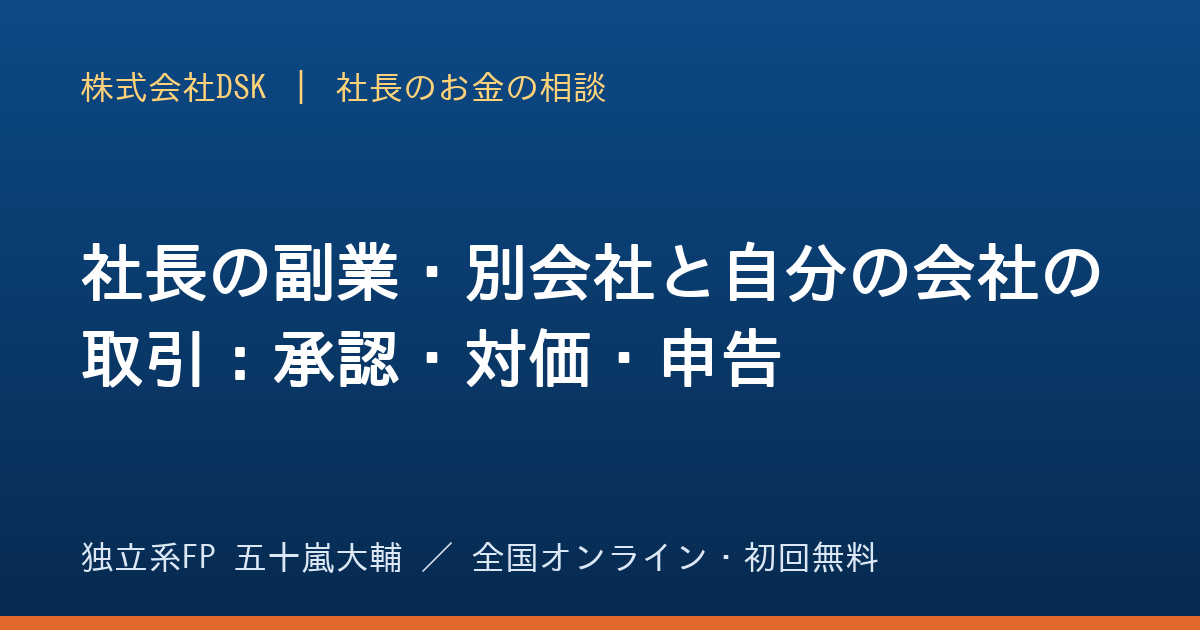 株式会社DSK ｜ 社長のお金の相談
社長の副業・別会社と自分の会社の
取引：承認・対価・申告
独立系FP 五十嵐大輔 ／ 全国オンライン・初回無料